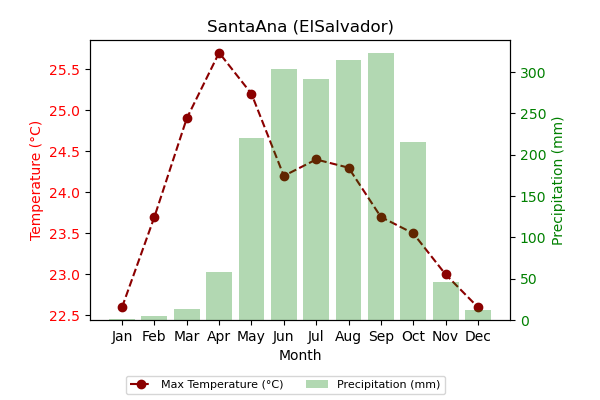 SantaAna (ElSalvador)
Temperature (°C)
25.5
25.0
24.5
24.0
23.5
23.0
22.5
300
250
200
150
100
50
0
Precipitation (mm)
Jan Feb Mar Apr May Jun Jul Aug Sep Oct Nov Dec
Month
Max Temperature (°C) Precipitation (mm)